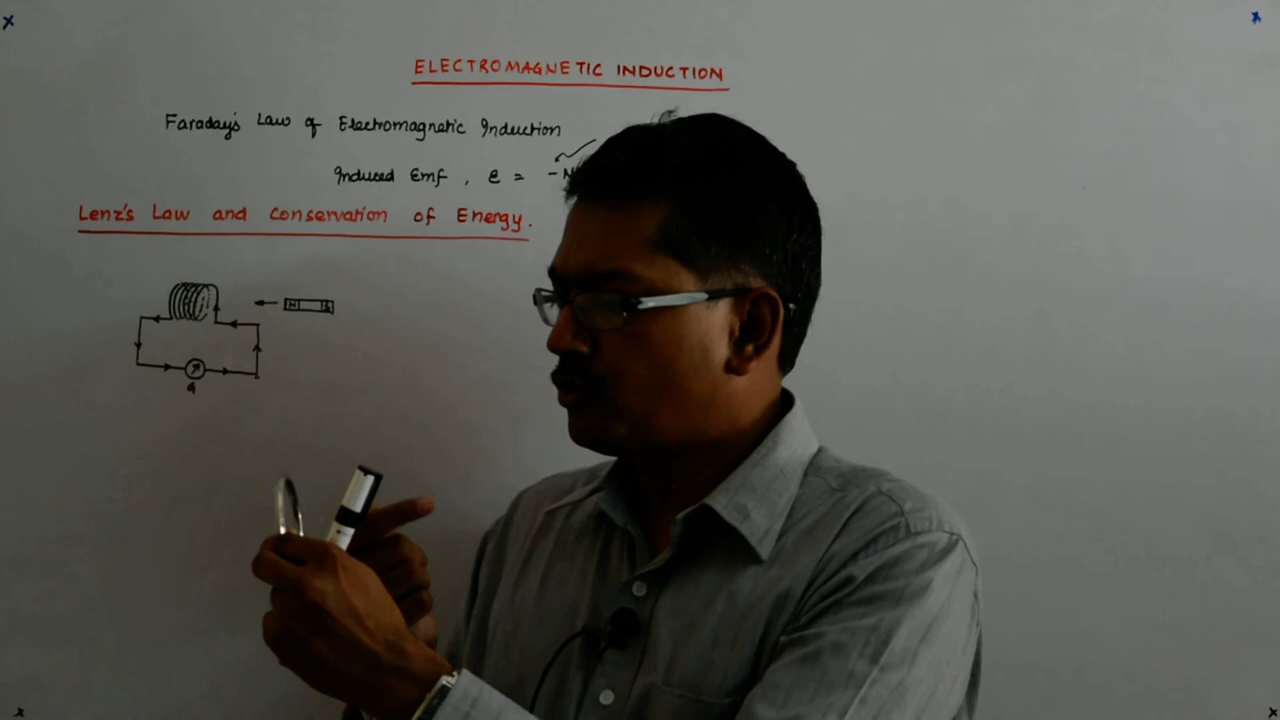 ELECTROMAGNETIC INDUCTION
Faraday's Law of Electromagnetic Induction
Induced Emf, e = -N
Lenz's Law and Conservation of Energy.
N S
G